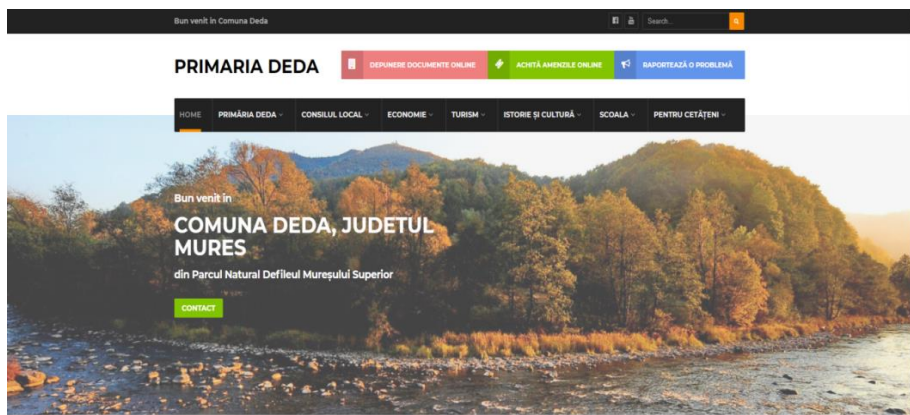 Bun venit in Comuna Deda
Search...
PRIMARIA DEDA
DEPUNERE DOCUMENTE ONLINE
ACHITĂ AMENZILE ONLINE
RAPORTEAZĂ O PROBLEMĂ
HOME PRIMĂRIA DEDA CONSILUL LOCAL ECONOMIE TURISM ISTORIE ȘI CULTURĂ SCOALA PENTRU CETĂȚENI
Bun venit in
COMUNA DEDA, JUDETUL
MURES
din Parcul Natural Defileul Mureșului Superior
CONTACT